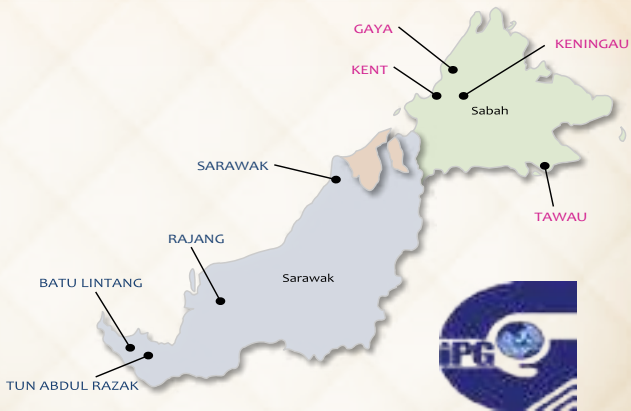 GAYA
KENINGAU
KENT
Sabah
SARAWAK
TAWAU
RAJANG
Sarawak
BATU LINTANG
iPG
TUN ABDUL RAZAK